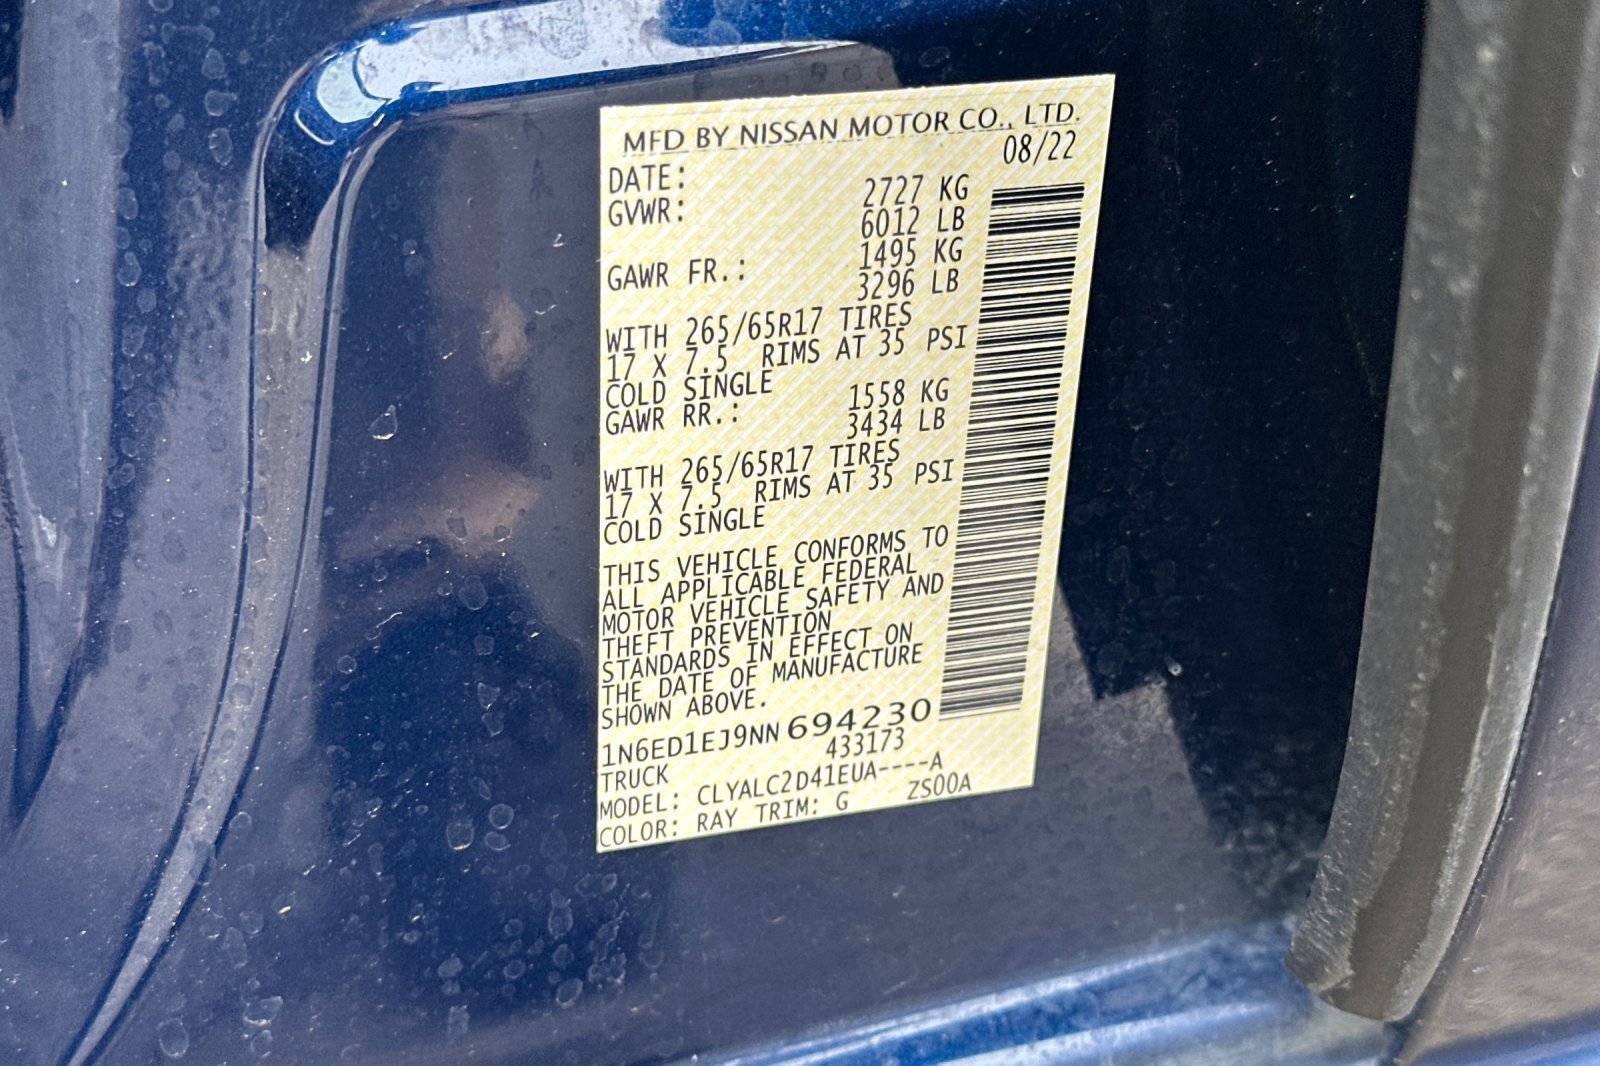 MFD BY NISSAN MOTOR CO., LTD.
DATE: 08/22
GVWR: 2727 KG
6012 LB
GAWR FR.: 1495 KG
3296 LB
WITH 265/65R17 TIRES
17 X 7.5 RIMS AT 35 PSI
COLD SINGLE
GAWR RR.: 1558 KG
3434 LB
WITH 265/65R17 TIRES
17 X 7.5 RIMS AT 35 PSI
COLD SINGLE
THIS VEHICLE CONFORMS TO
ALL APPLICABLE FEDERAL
MOTOR VEHICLE SAFETY AND
THEFT PREVENTION
STANDARDS IN EFFECT ON
THE DATE OF MANUFACTURE
SHOWN ABOVE.
1N6ED1EJ9NN694230
TRUCK 433173
MODEL: CLYALC2D41EUA----A
COLOR: RAY TRIM: G ZS00A